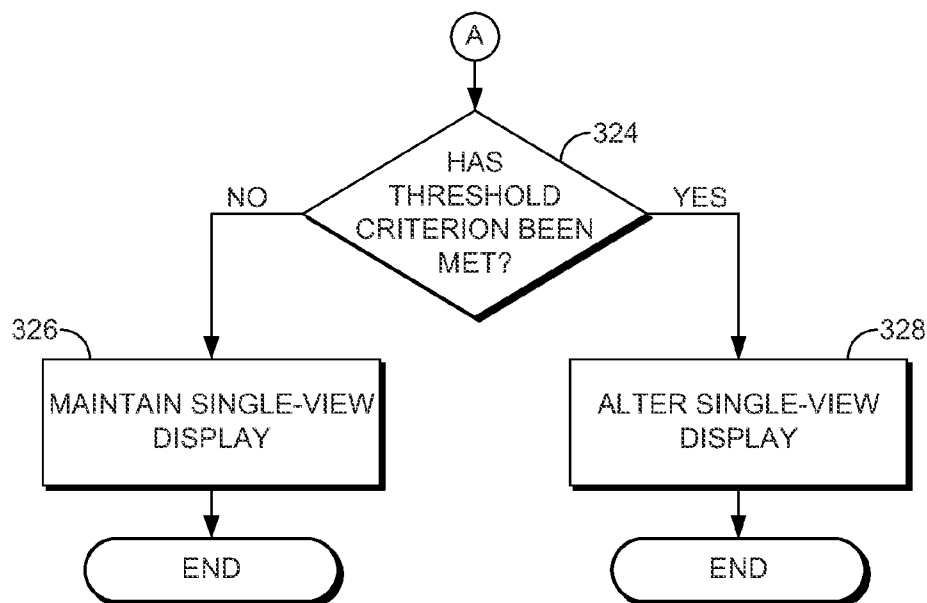 A
324
HAS
THRESHOLD
CRITERION BEEN
MET?
NO
YES
326
MAINTAIN SINGLE-VIEW
DISPLAY
328
ALTER SINGLE-VIEW
DISPLAY
END
END